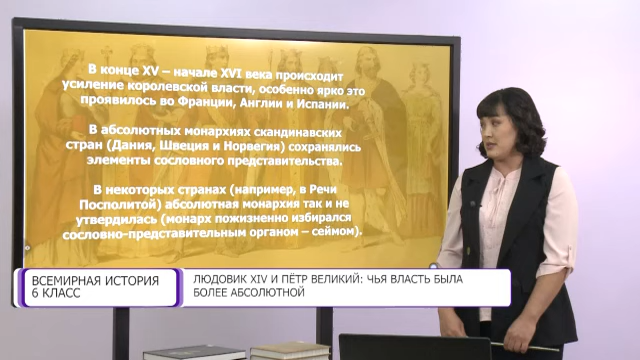 В конце XV – начале XVI века происходит
усиление королевской власти, особенно ярко это
проявилось во Франции, Англии и Испании.
В абсолютных монархиях скандинавских
стран (Дания, Швеция и Норвегия) сохранялись
элементы сословного представительства.
В некоторых странах (например, в Речи
Посполитой) абсолютная монархия так и не
утвердилась (монарх пожизненно избирался
сословно-представительным органом – сеймом).
ВСЕМИРНАЯ ИСТОРИЯ
6 КЛАСС
ЛЮДОВИК XIV И ПЁТР ВЕЛИКИЙ: ЧЬЯ ВЛАСТЬ БЫЛА
БОЛЕЕ АБСОЛЮТНОЙ